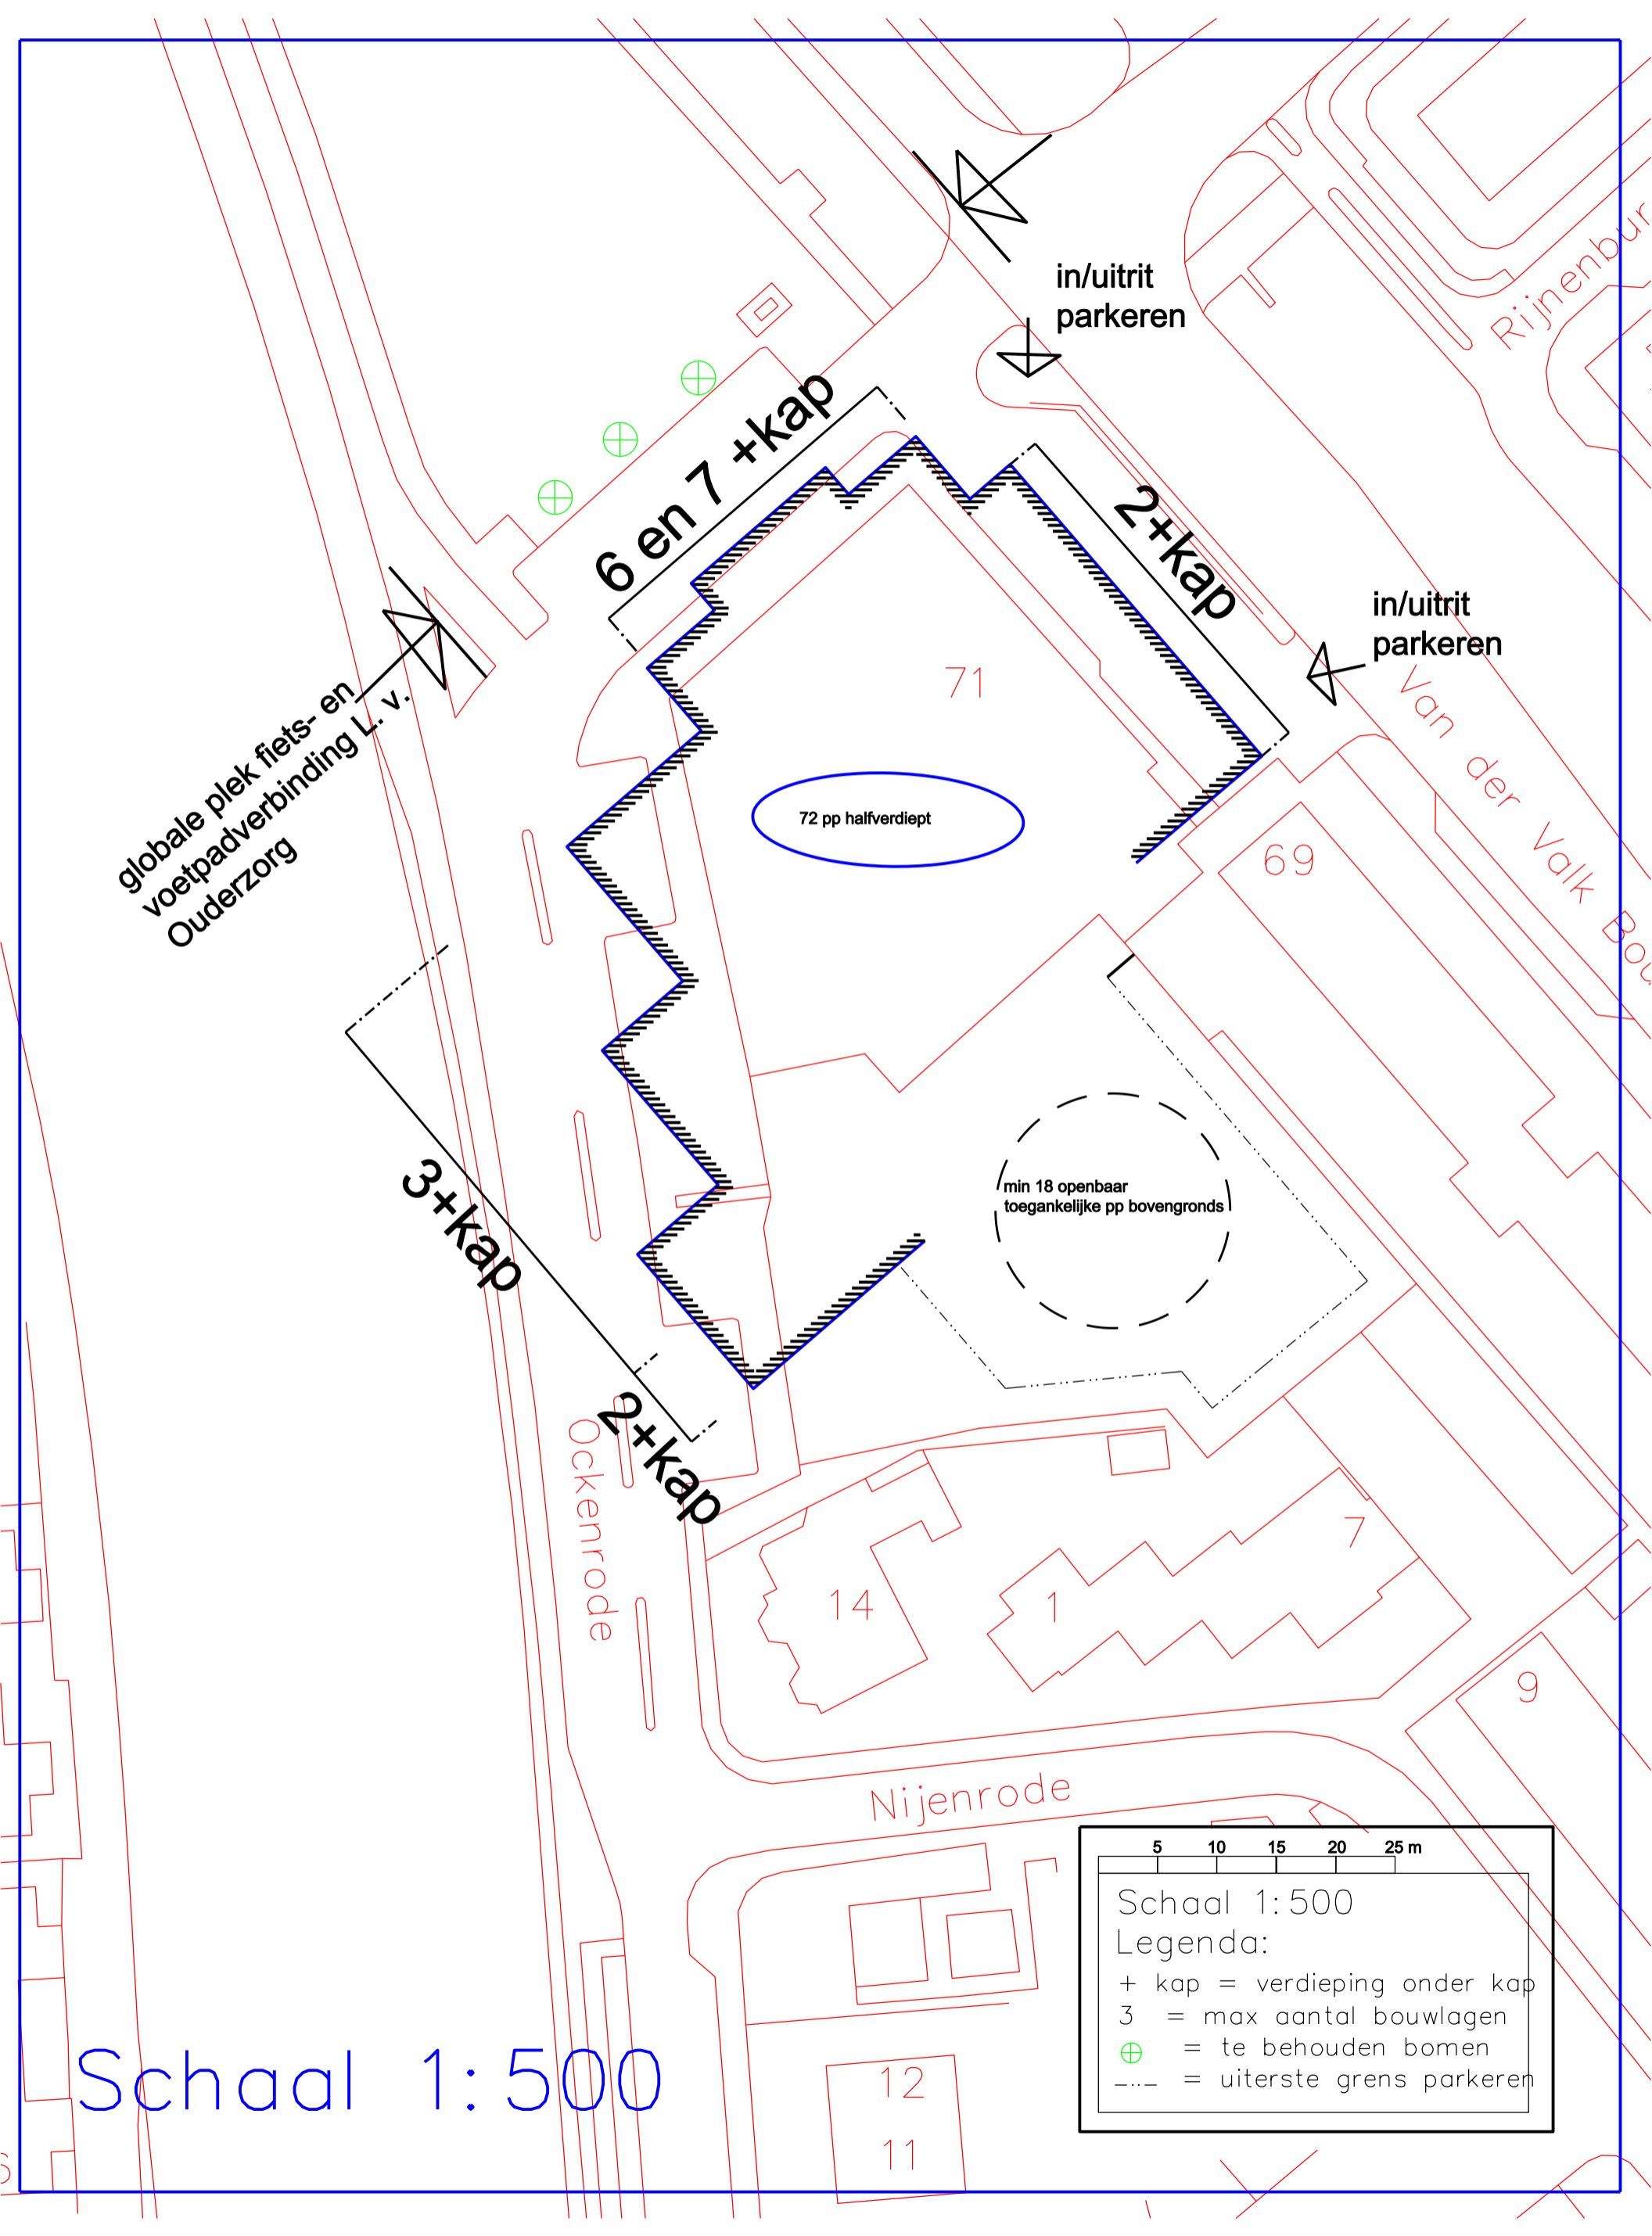 in/uitrit
parkeren
Rijnenbur
6 en 7 +kap
2+kap
in/uitrit
parkeren
71
globale plek fiets- en
voetpadverbinding L. v.
Ouderzorg
Van der Valk Bou
72 pp halfverdiept
69
min 18 openbaar
toegankelijke pp bovengronds
3+kap
2+kap
Ockenrode
7
14
1
9
Nijenrode
5 10 15 20 25 m
Schaal 1:500
Legenda:
+ kap = verdieping onder kap
3 = max aantal bouwlagen
= te behouden bomen
_.._ = uiterste grens parkeren
Schaal 1:500
12
11